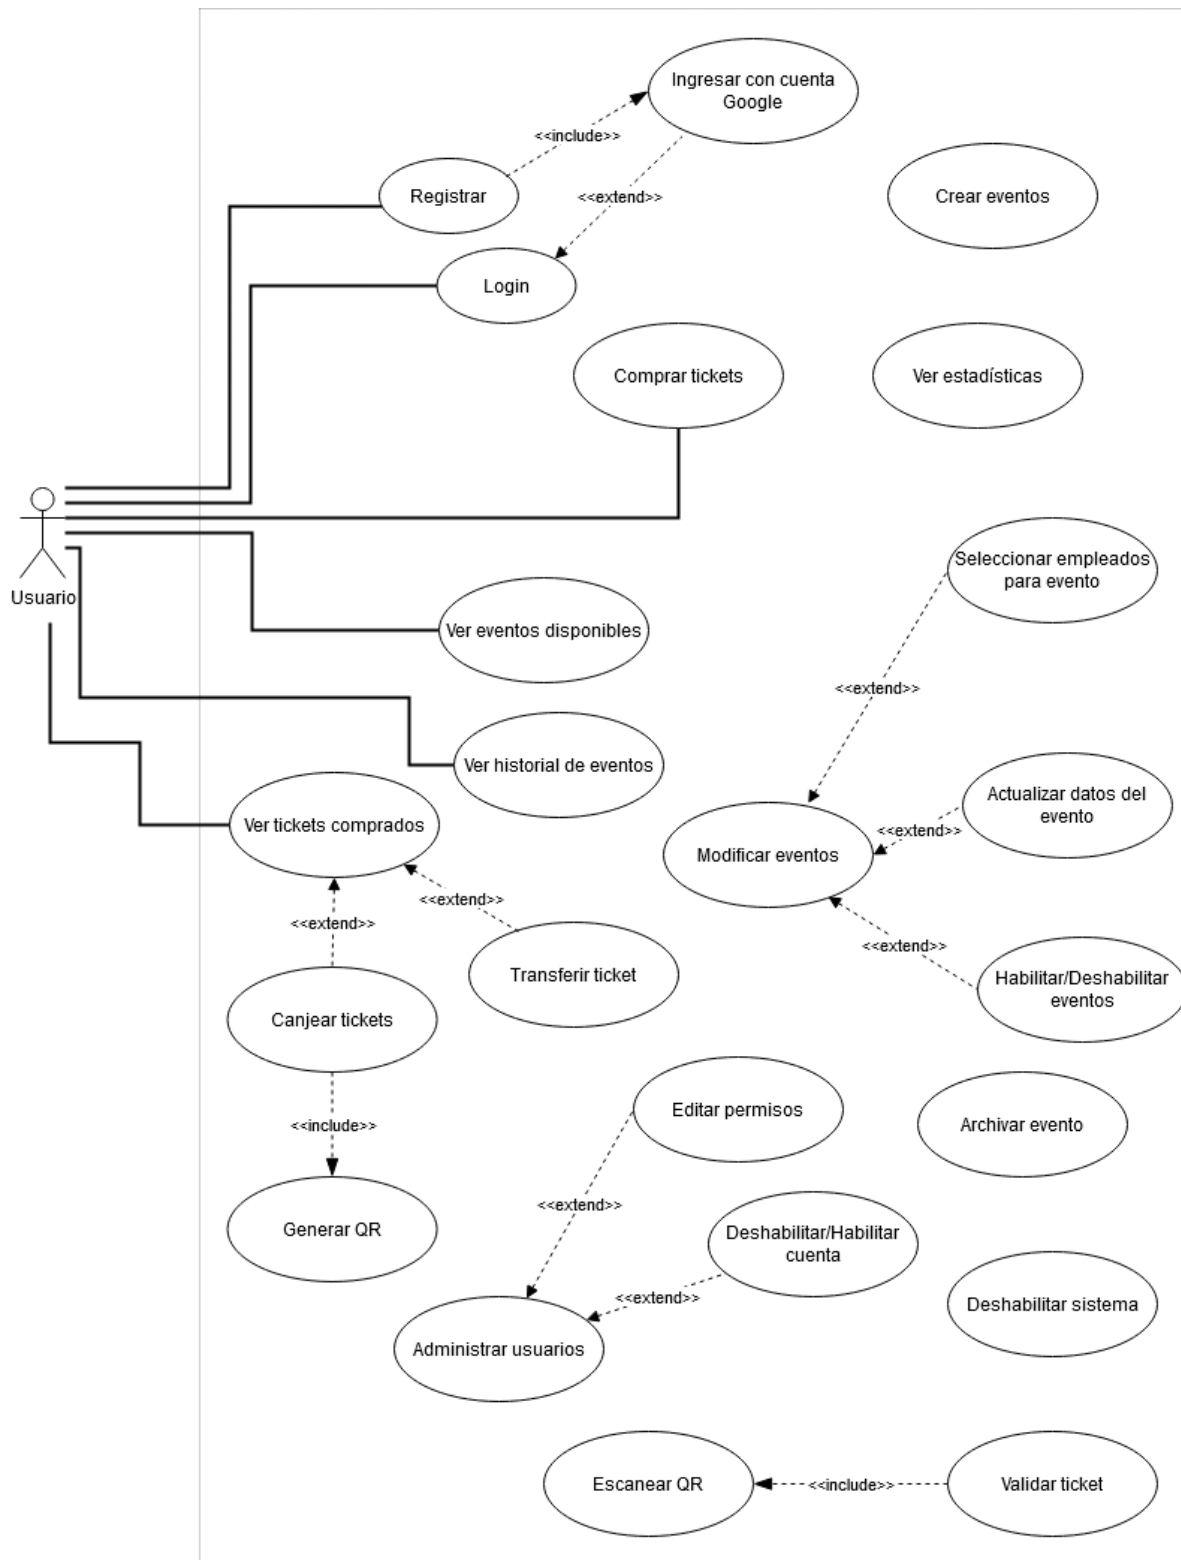 Ingresar con cuenta
Google
<<include>>
Registrar
<<extend>>
Crear eventos
Login
Comprar tickets
Ver estadísticas
Usuario
Seleccionar empleados
para evento
Ver eventos disponibles
<<extend>>
Ver historial de eventos
Actualizar datos del
evento
Ver tickets comprados
<<extend>>
Modificar eventos
<<extend>>
<<extend>>
<<extend>>
Transferir ticket
Habilitar/Deshabilitar
eventos
Canjear tickets
Editar permisos
<<include>>
Archivar evento
<<extend>>
Generar QR
Deshabilitar/Habilitar
cuenta
<<extend>>
Deshabilitar sistema
Administrar usuarios
Escanear QR
<<include>>
Validar ticket